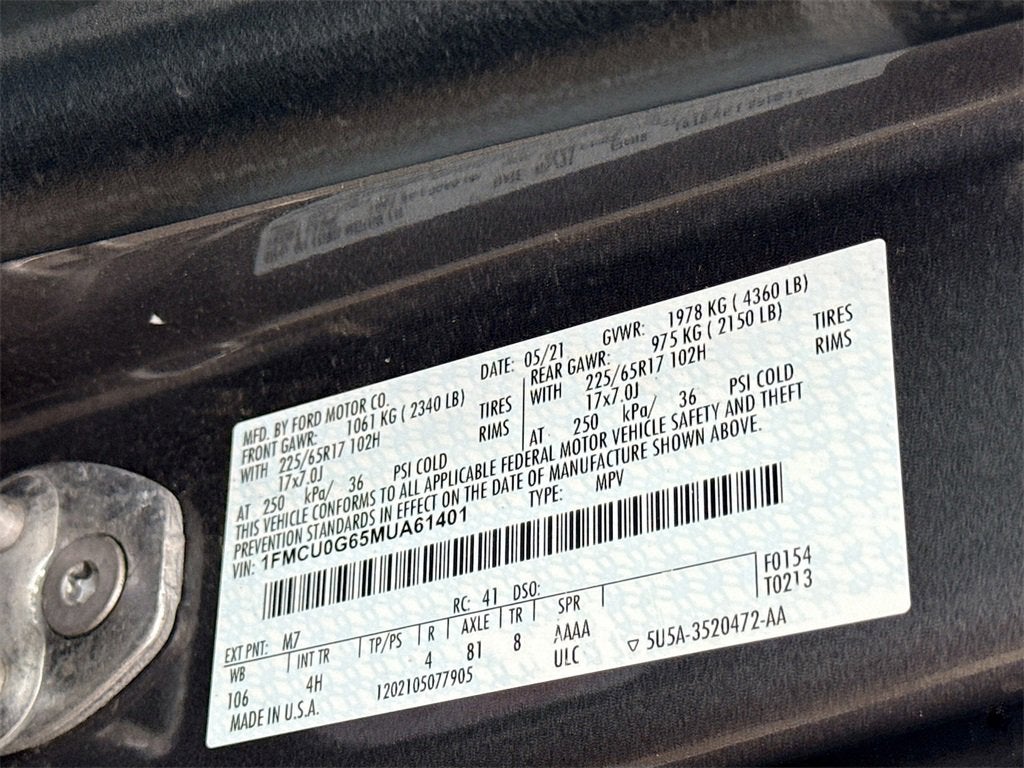 MFD. BY FORD MOTOR CO.
DATE: 05/21 GVWR: 1978 KG ( 4360 LB)
FRONT GAWR: 1061 KG ( 2340 LB)
WITH 225/65R17 102H TIRES
17x7.0J RIMS
AT 250 kPa/ 36 PSI COLD
REAR GAWR: 975 KG ( 2150 LB)
WITH 225/65R17 102H TIRES
17x7.0J RIMS
AT 250 kPa/ 36 PSI COLD
THIS VEHICLE CONFORMS TO ALL APPLICABLE FEDERAL MOTOR VEHICLE SAFETY AND THEFT
PREVENTION STANDARDS IN EFFECT ON THE DATE OF MANUFACTURE SHOWN ABOVE.
VIN: 1FMCU0G65MUA61401 TYPE: MPV
EXT PNT: M7 RC: 41 DSO: F0154
T0213
WB INT TR TP/PS R AXLE TR SPR
106 4H 4 81 8 AAAA
ULC
1202105077905 ▽ 5U5A-3520472-AA
MADE IN U.S.A.